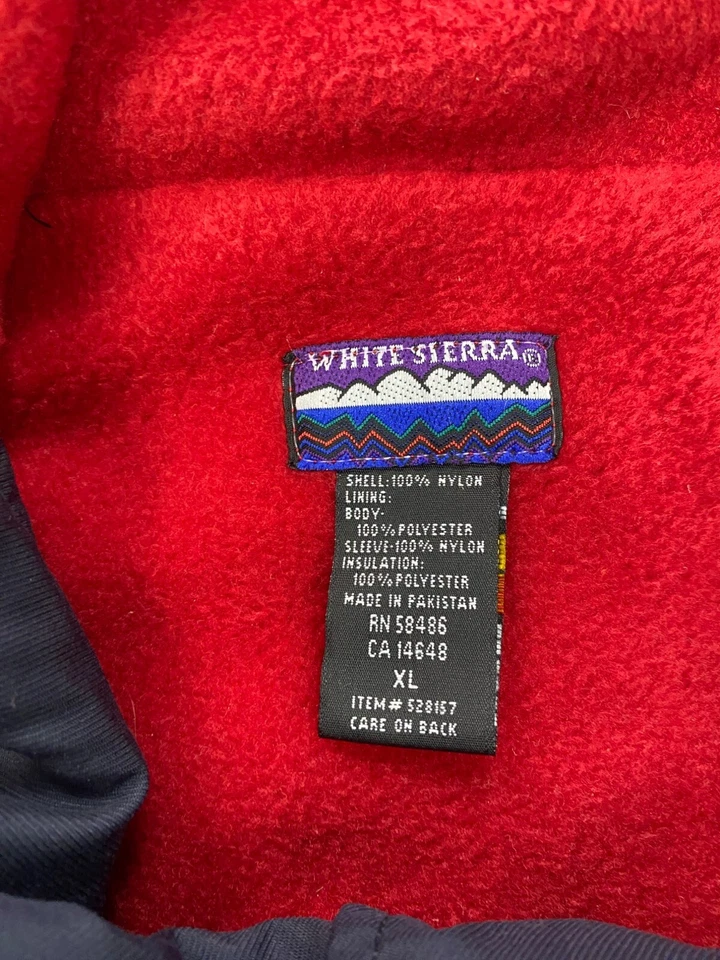 WHITE SIERRA ®
SHELL:100% NYLON
LINING:
BODY-
100%POLYESTER
SLEEVE-100% NYLON
INSULATION:
100%POLYESTER
MADE IN PAKISTAN
RN 58486
CA 14648
XL
ITEM# 528157
CARE ON BACK